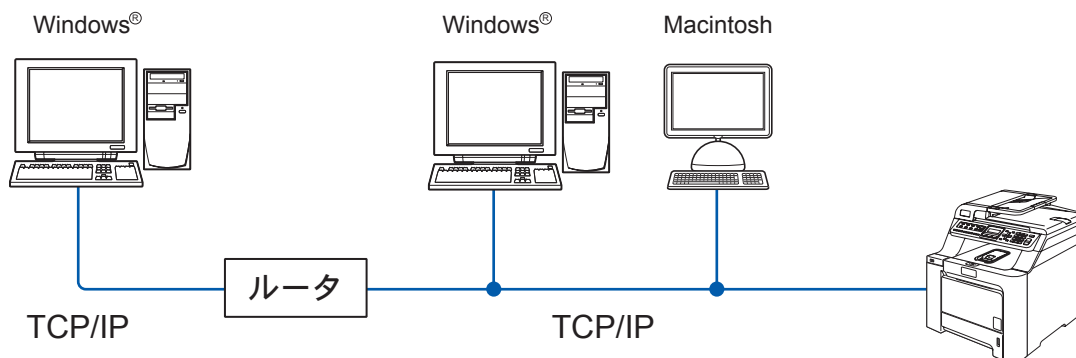 Windows®
Windows®
Macintosh
ルータ
TCP/IP
TCP/IP